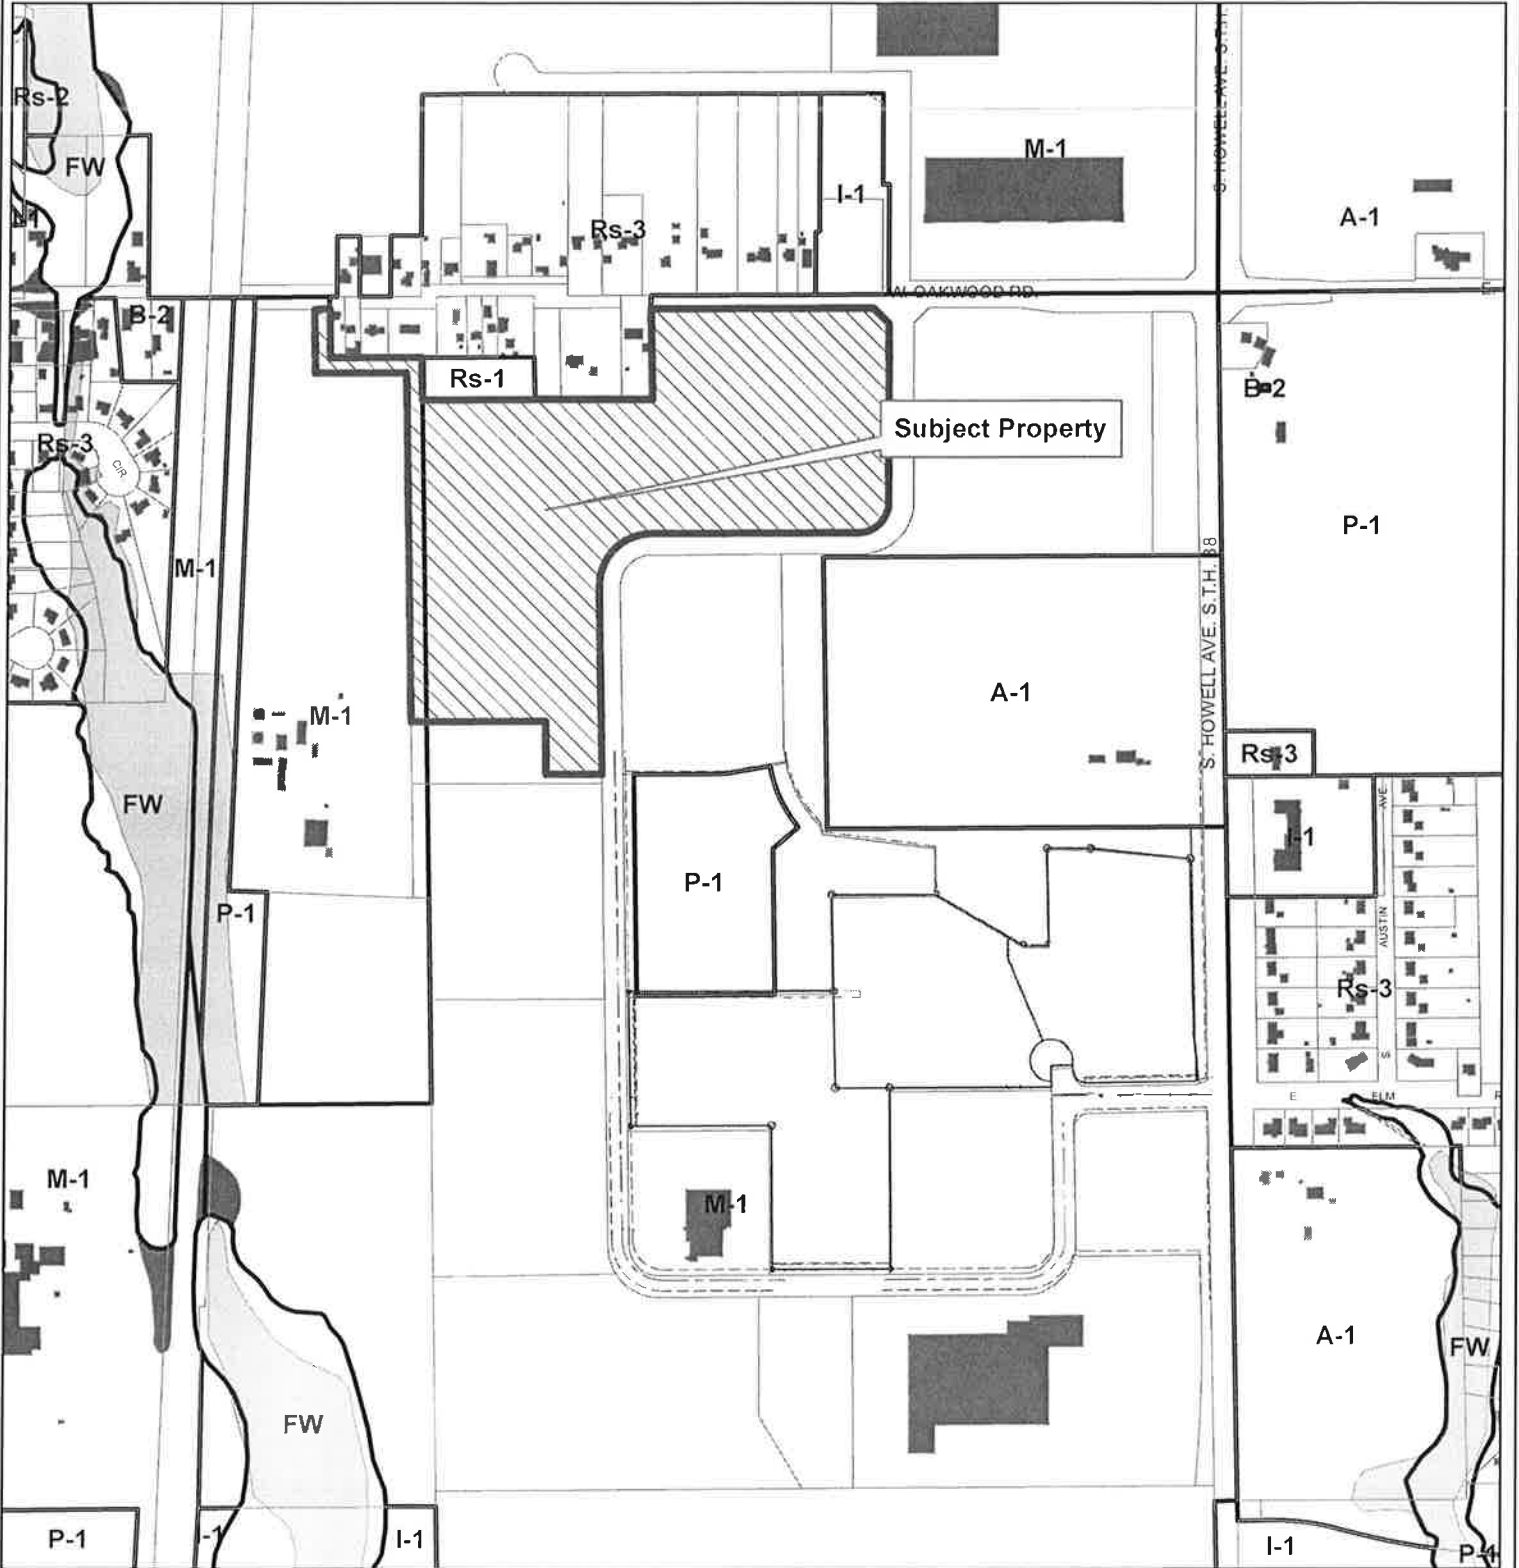 S. HOWELL AVE. S.T.H.
Rs-2
M-1
FW
I-1
A-1
Rs-3
W. OAKWOOD RD.
E
B-2
Rs-1
B-2
Subject Property
Rs-3
CIR
P-1
M-1
S. HOWELL AVE. S.T.H. 38
A-1
M-1
Rs-3
FW
AVE.
I-1
P-1
P-1
AUSTIN
Rs-3
S
E ELM R
M-1
M-1
A-1
FW
FW
P-1
I-1
I-1
I-1
P-1